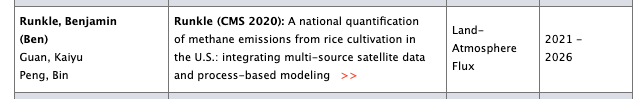 Runkle, Benjamin
(Ben)
Guan, Kaiyu
Peng, Bin
Runkle (CMS 2020): A national quantification
of methane emissions from rice cultivation in
the U.S.: integrating multi-source satellite data
and process-based modeling >>
Land-
Atmosphere
Flux
2021 –
2026